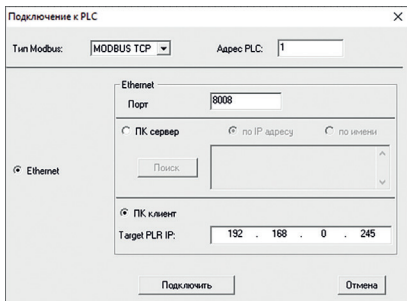 Подключение к PLC
Тип Modbus: MODBUS TCP Адрес PLC: 1
Ethernet
Порт 8008
ПК сервер по IP адресу по имени
Поиск
Ethernet
ПК клиент
Target PLR IP: 192 . 168 . 0 . 245
Подключить Отмена